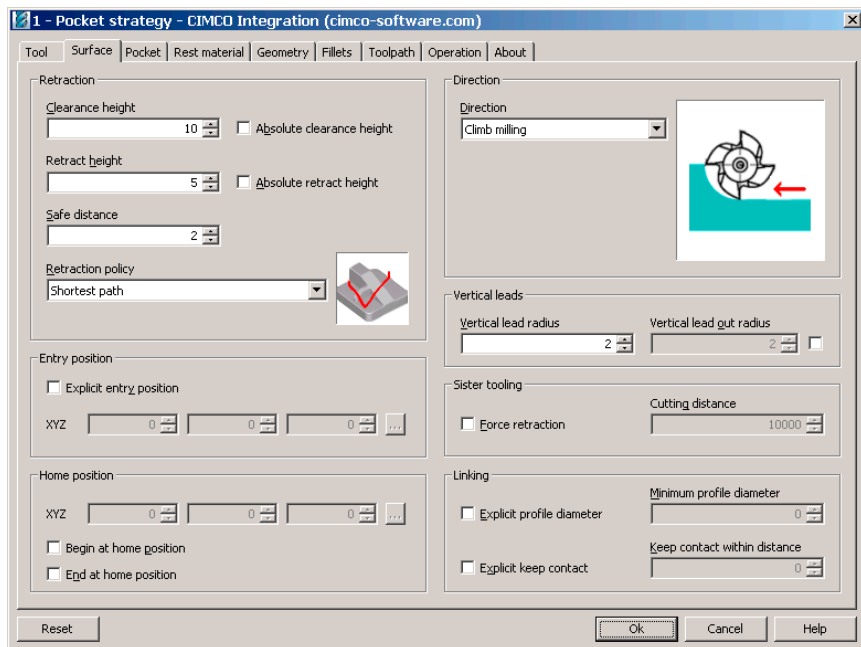 1 - Pocket strategy - CIMCO Integration (cimco-software.com)
Tool Surface Pocket Rest material Geometry Fillets Toolpath Operation About
Retraction
Clearance height
10 Absolute clearance height
Retract height
5 Absolute retract height
Safe distance
2
Retraction policy
Shortest path
Entry position
Explicit entry position
XYZ 0 0 0 ...
Home position
XYZ 0 0 0 ...
Begin at home position
End at home position
Direction
Direction
Climb milling
Vertical leads
Vertical lead radius Vertical lead out radius
2 2
Sister tooling
Cutting distance
Force retraction 10000
Linking
Minimum profile diameter
Explicit profile diameter 0
Keep contact within distance
Explicit keep contact 0
Reset Ok Cancel Help